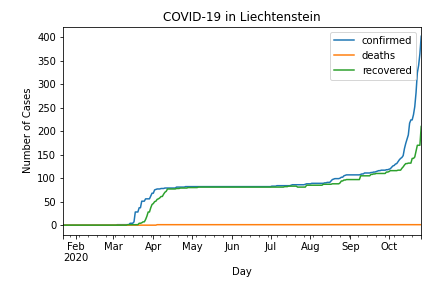 COVID-19 in Liechtenstein
confirmed
deaths
recovered
Number of Cases
400
350
300
250
200
150
100
50
0
Feb Mar Apr May Jun Jul Aug Sep Oct
2020
Day